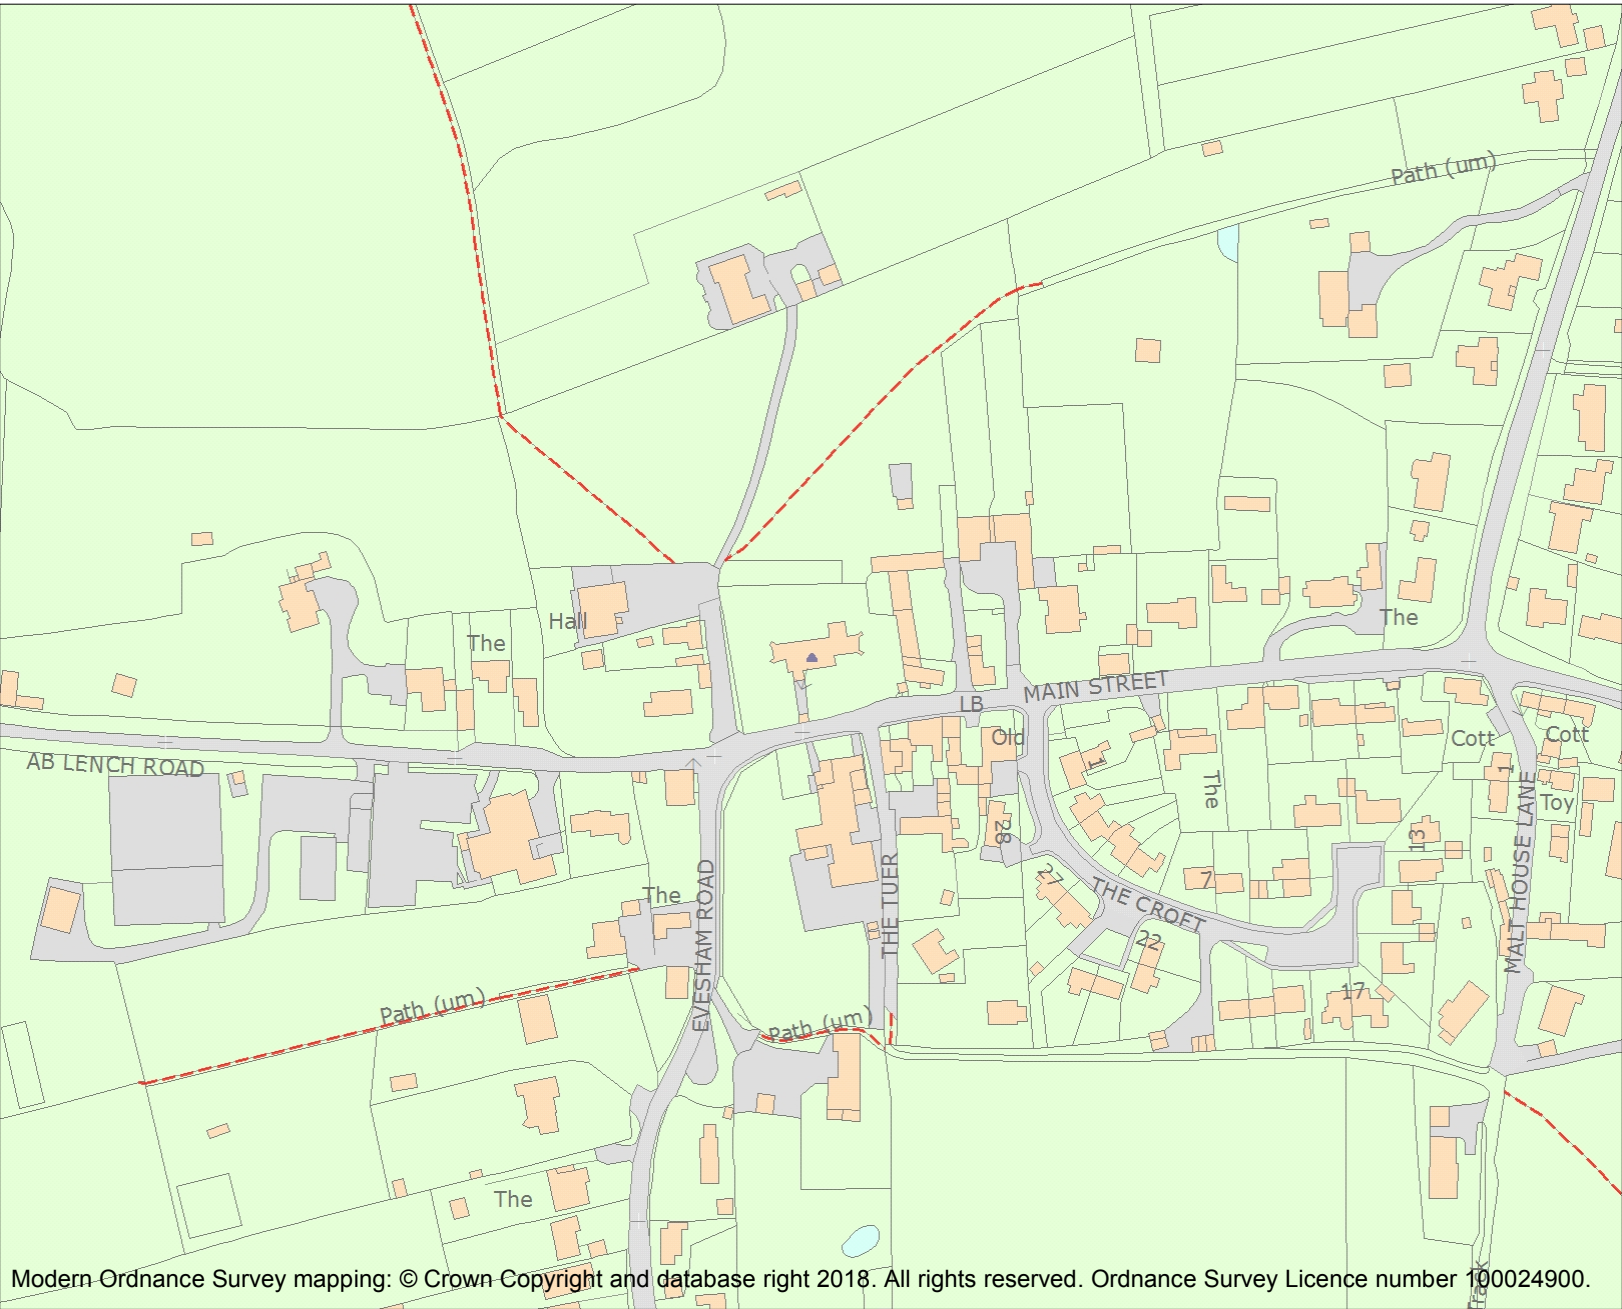 Path (um)
Hall
The
The
MAIN STREET
LB
Old
Cott
Cott
AB LENCH ROAD
1
The
1
Toy
28
13
EVESHAM ROAD
THE TUER
The
27
THE CROFT
7
MALT HOUSE LANE
22
17
Path (um)
Path (um)
The
Modern Ordnance Survey mapping: © Crown Copyright and database right 2018. All rights reserved. Ordnance Survey Licence number 100024900.